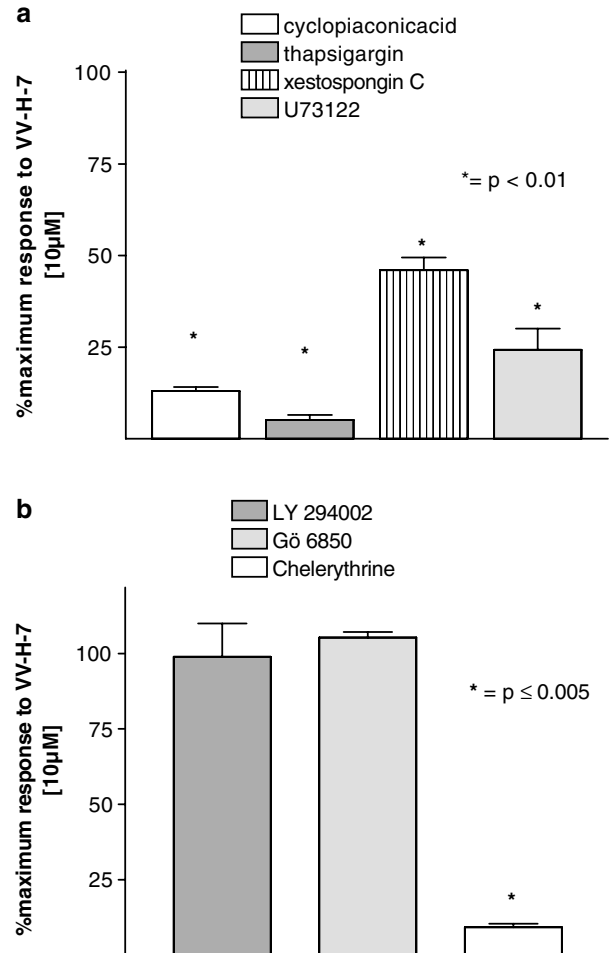 a
cyclopiaconicacid
thapsigargin
xestospongin C
U73122
%maximum response to VV-H-7
[10µM]
100
75
50
25
*= p < 0.01
*
*
*
*
b
LY 294002
Gö 6850
Chelerythrine
%maximum response to VV-H-7
[10µM]
100
75
50
25
* = p ≤ 0.005
*